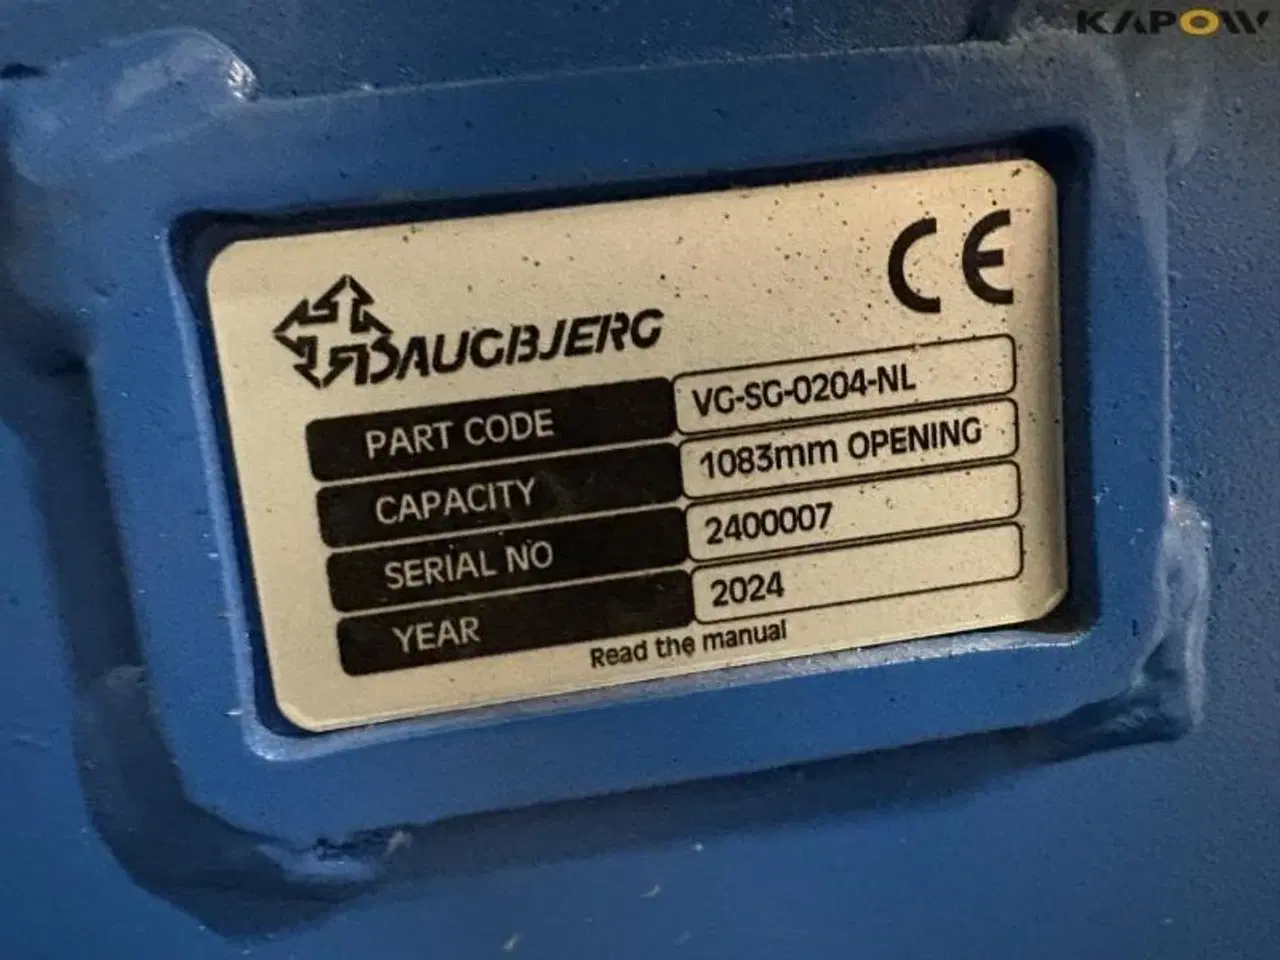 KAPOW
CE
DAUGBJERG
PART CODE VG-SG-0204-NL
CAPACITY 1083mm OPENING
SERIAL NO 2400007
YEAR 2024
Read the manual